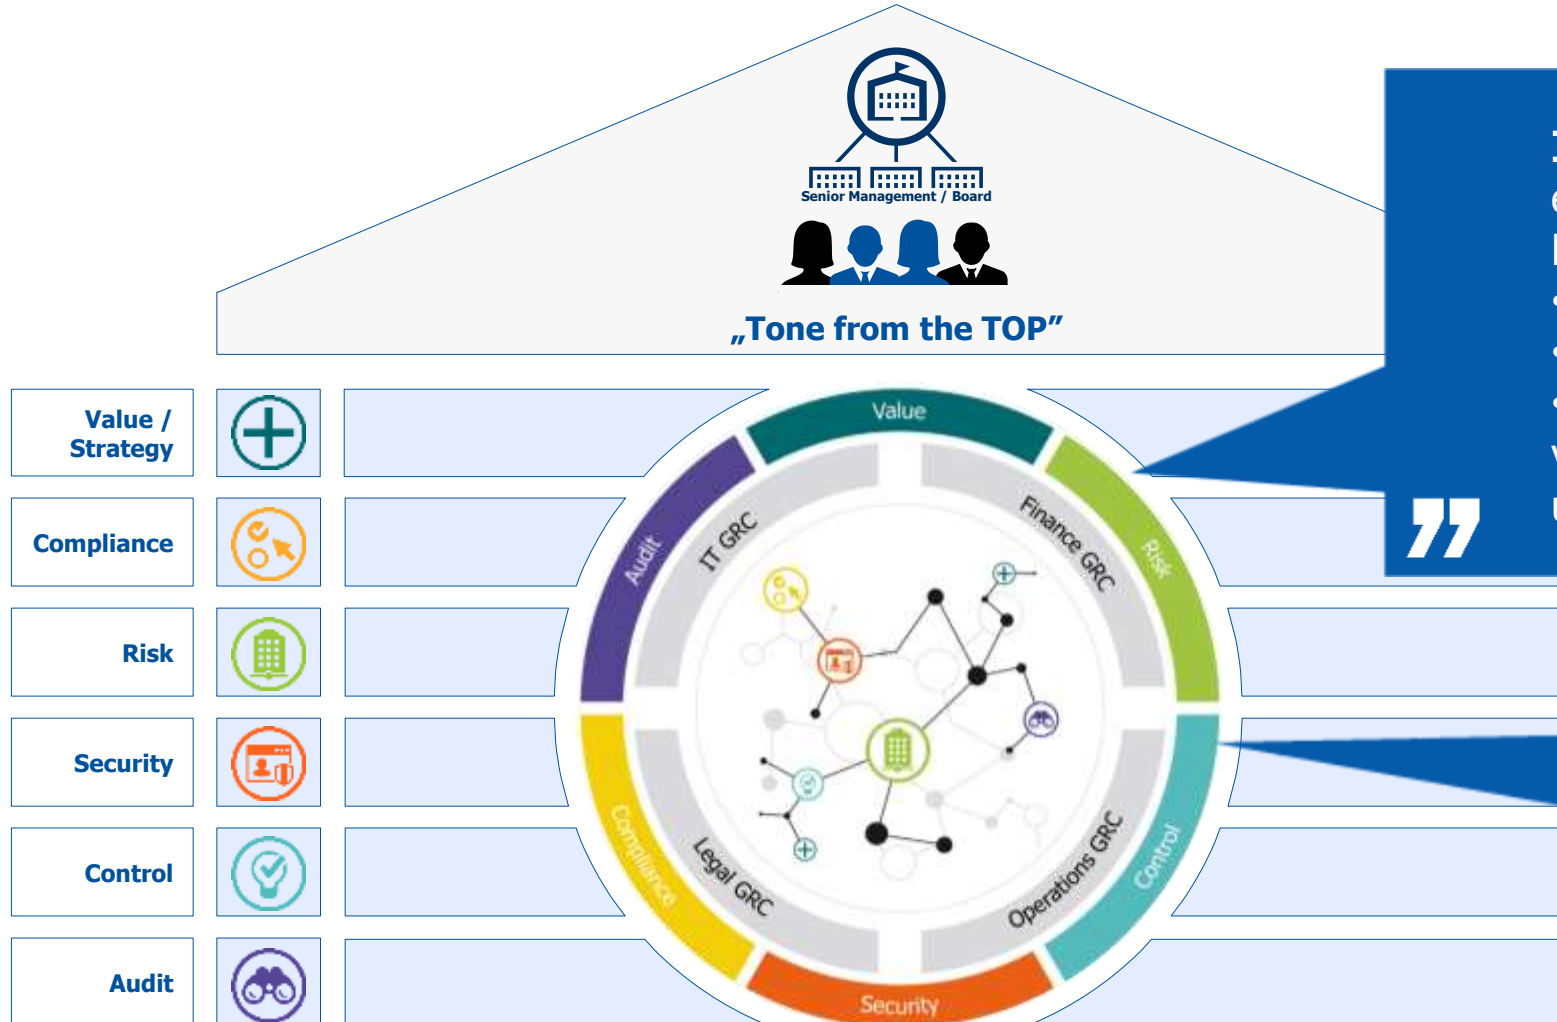 Senior Management / Board
„Tone from the TOP”
Value /
Strategy
Compliance
Risk
Security
Control
Audit
Value
Risk
Control
Security
Compliance
Audit
IT GRC
Finance GRC
Operations GRC
Legal GRC
”